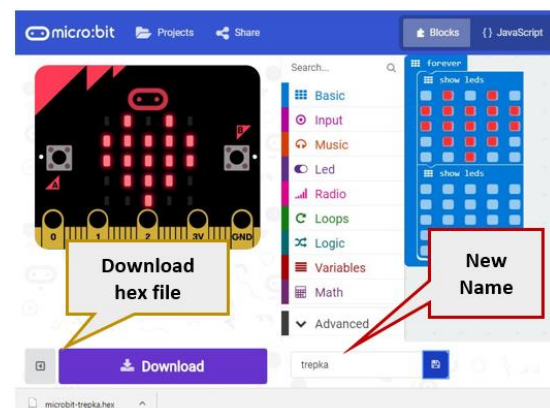 micro:bit Projects Share Blocks {} JavaScript
Search...
Basic
Input
Music
Led
Radio
Loops
Logic
Variables
Math
Advanced
forever
show leds
show leds
B
A
0 1 2 3V GND
Download
hex file
New
Name
Download
trepka
microbit-trepka.hex